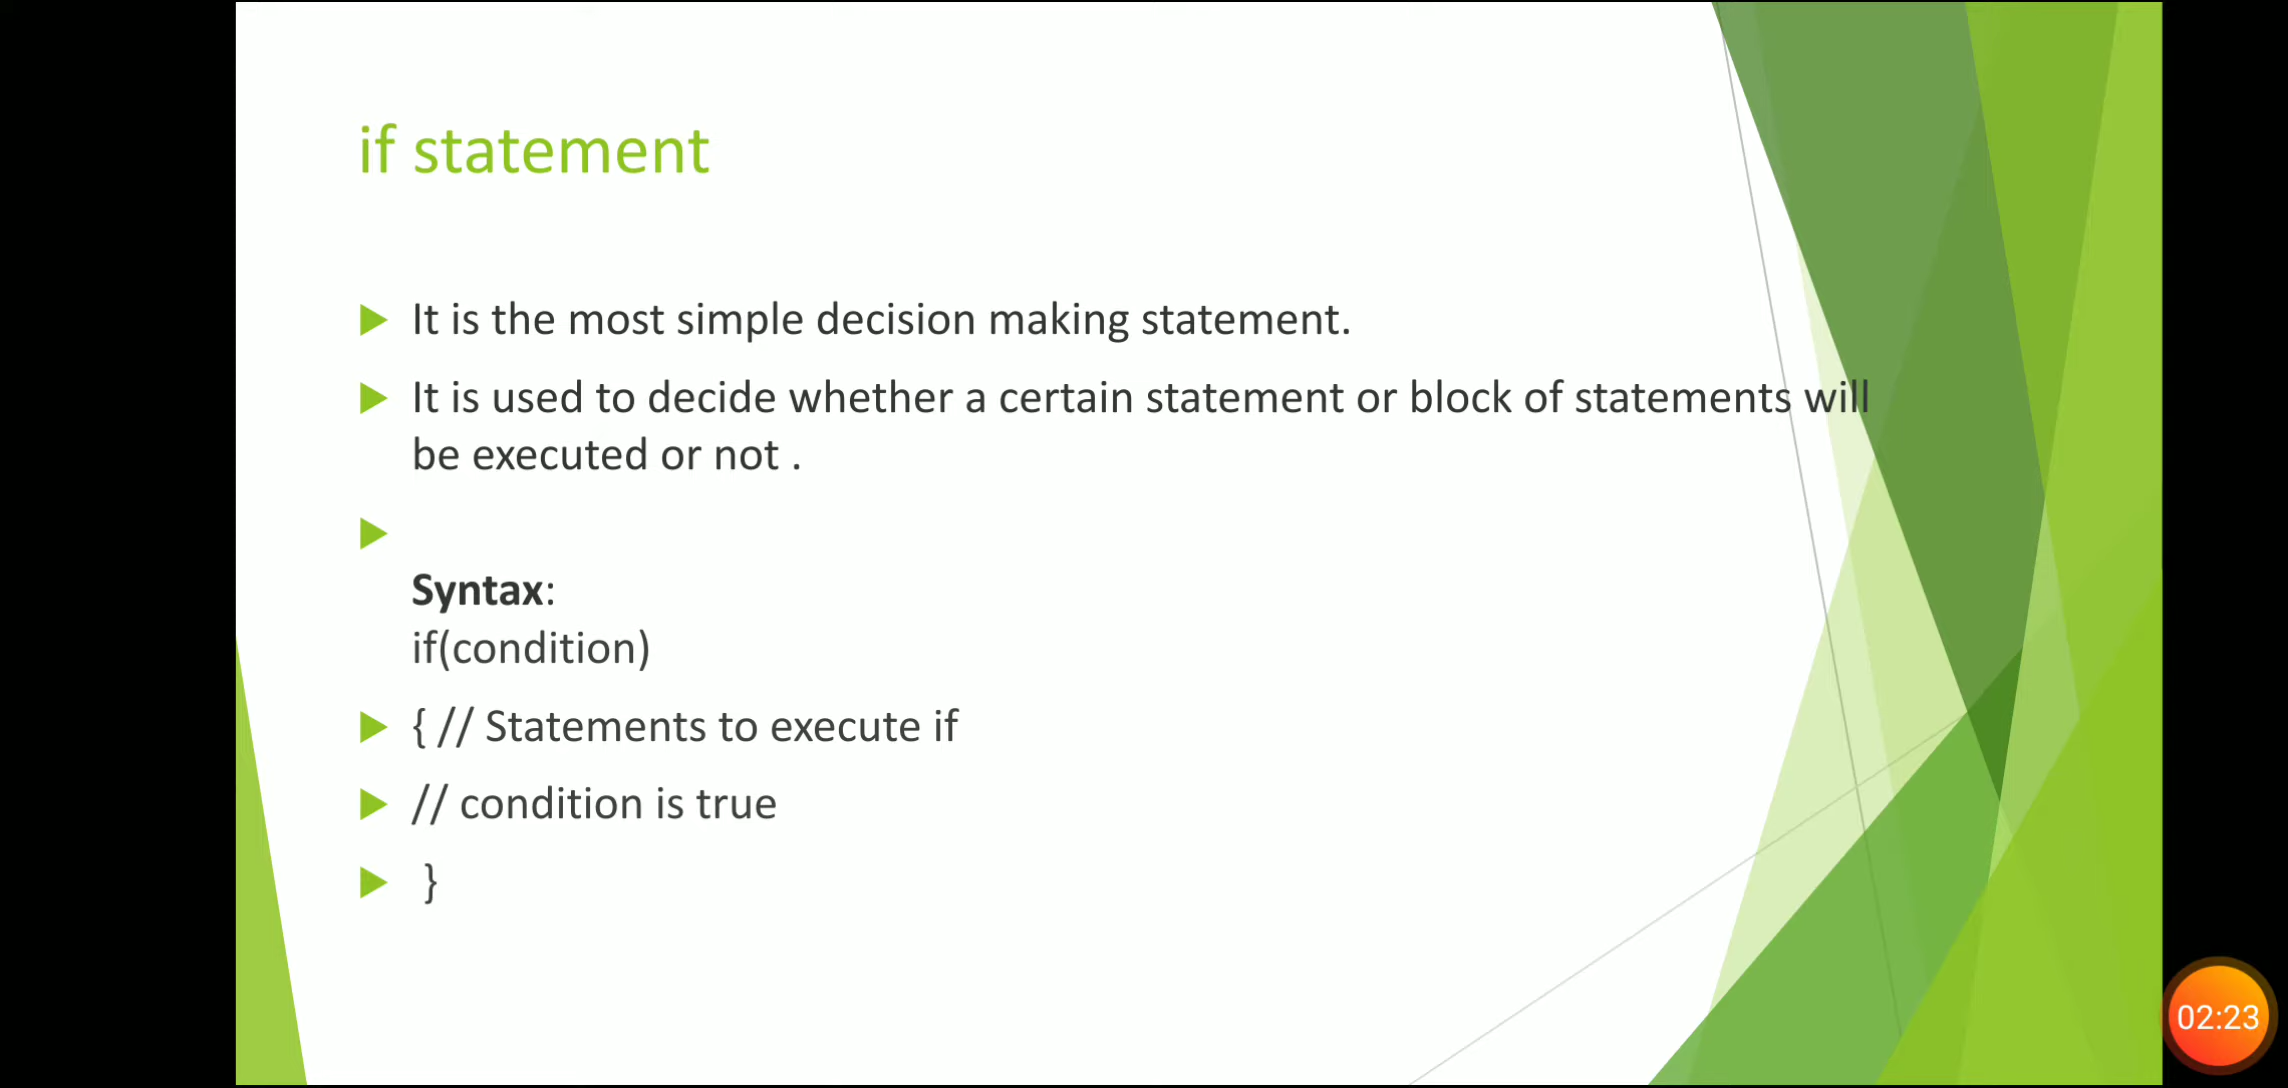 if statement
It is the most simple decision making statement.
It is used to decide whether a certain statement or block of statements will
be executed or not .
Syntax:
if(condition)
{ // Statements to execute if
// condition is true
}
02:23